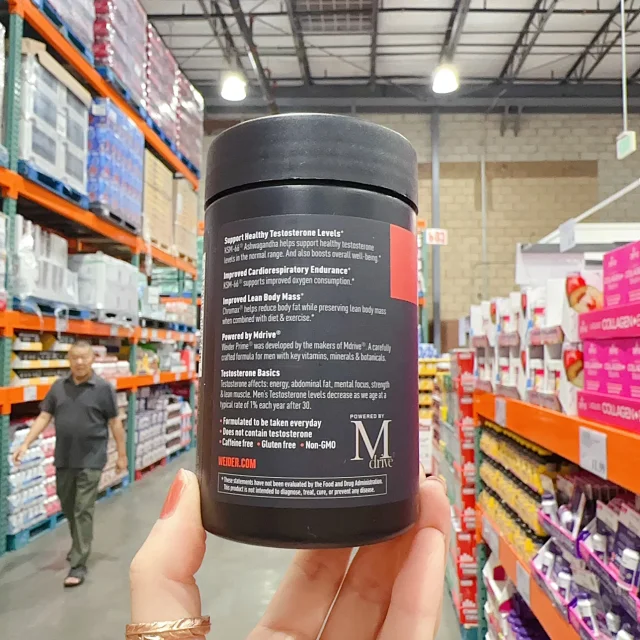 Support Healthy Testosterone Levels*
KSM-66® Ashwagandha helps support healthy testosterone
levels in the normal range. And also boosts overall well-being.*
Improved Cardiorespiratory Endurance*
KSM-66® supports improved oxygen consumption.*
Improved Lean Body Mass*
Chromax® helps reduce body fat while preserving lean body mass
when combined with diet & exercise.*
Powered by Mdrive®
Weider Prime™ was developed by the makers of Mdrive®. A carefully
crafted formula for men with key vitamins, minerals & botanicals.
Testosterone Basics
Testosterone affects: energy, abdominal fat, mental focus, strength
& lean muscle. Men's Testosterone levels decrease as we age at a
typical rate of 1% each year after 30.
• Formulated to be taken everyday
• Does not contain testosterone
• Caffeine free • Gluten free • Non-GMO
WEIDER.COM
POWERED BY
M
drive
* These statements have not been evaluated by the Food and Drug Administration.
This product is not intended to diagnose, treat, cure, or prevent any disease.
COLLAGEN
COLLAGEN